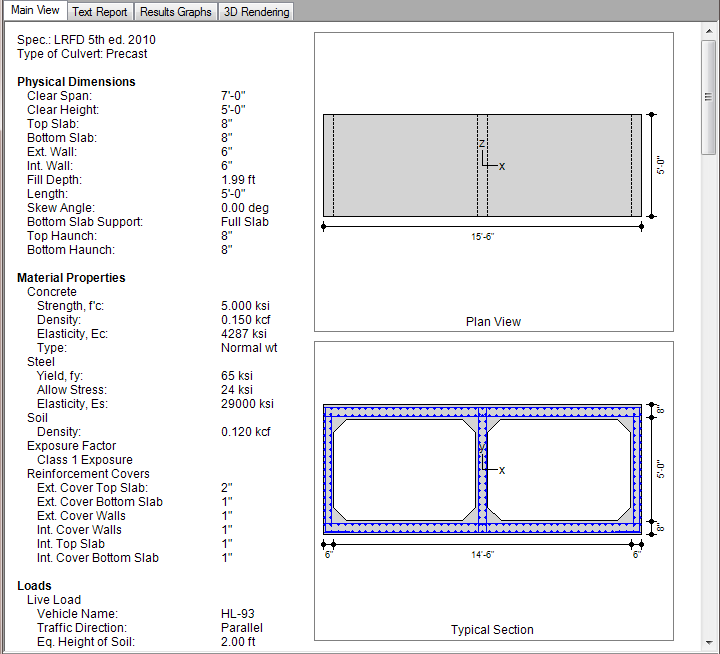 Main View Text Report Results Graphs 3D Rendering
Spec.: LRFD 5th ed. 2010
Type of Culvert: Precast
Physical Dimensions
Clear Span: 7'-0"
Clear Height: 5'-0"
Top Slab: 8"
Bottom Slab: 8"
Ext. Wall: 6"
Int. Wall: 6"
Fill Depth: 1.99 ft
Length: 5'-0"
Skew Angle: 0.00 deg
Bottom Slab Support: Full Slab
Top Haunch: 8"
Bottom Haunch: 8"
Material Properties
Concrete
Strength, f'c: 5.000 ksi
Density: 0.150 kcf
Elasticity, Ec: 4287 ksi
Type: Normal wt
Steel
Yield, fy: 65 ksi
Allow Stress: 24 ksi
Elasticity, Es: 29000 ksi
Soil
Density: 0.120 kcf
Exposure Factor
Class 1 Exposure
Reinforcement Covers
Ext. Cover Top Slab: 2"
Ext. Cover Bottom Slab 1"
Ext. Cover Walls 1"
Int. Cover Walls 1"
Int. Top Slab 1"
Int. Cover Bottom Slab 1"
Loads
Live Load
Vehicle Name: HL-93
Traffic Direction: Parallel
Eq. Height of Soil: 2.00 ft
Z
X
5'-0"
15'-6"
Plan View
8"
Y
X
5'-0"
8"
6" 14'-6" 6"
Typical Section